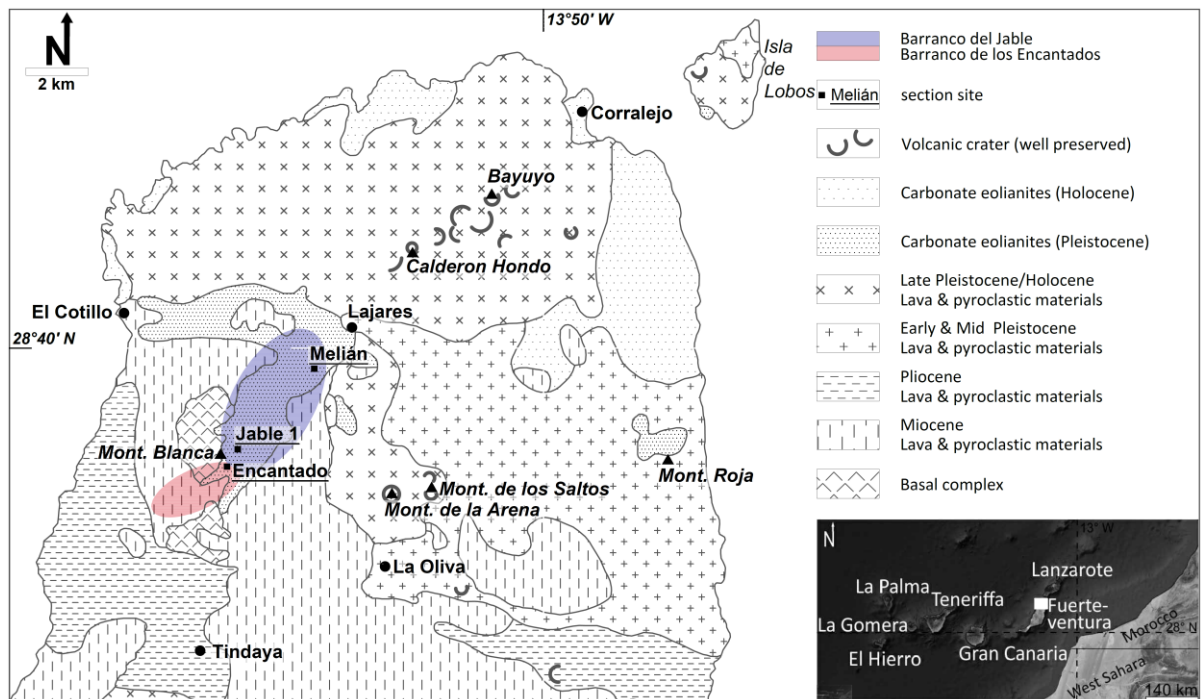 13°50' W
N
2 km
Isla
de
Lobos
Corralejo
Bayuyo
Calderon Hondo
El Cotillo
Lajares
28°40' N
Melián
Jable 1
Mont. Blanca
Encantado
Mont. Roja
Mont. de los Saltos
Mont. de la Arena
La Oliva
Tindaya
Barranco del Jable
Barranco de los Encantados
Melián
section site
Volcanic crater (well preserved)
Carbonate eolianites (Holocene)
Carbonate eolianites (Pleistocene)
Late Pleistocene/Holocene
Lava & pyroclastic materials
Early & Mid Pleistocene
Lava & pyroclastic materials
Pliocene
Lava & pyroclastic materials
Miocene
Lava & pyroclastic materials
Basal complex
N
13° W
Lanzarote
La Palma
Teneriffa
Fuerte-
ventura
La Gomera
28° N
El Hierro
Gran Canaria
Morocco
West Sahara
140 km